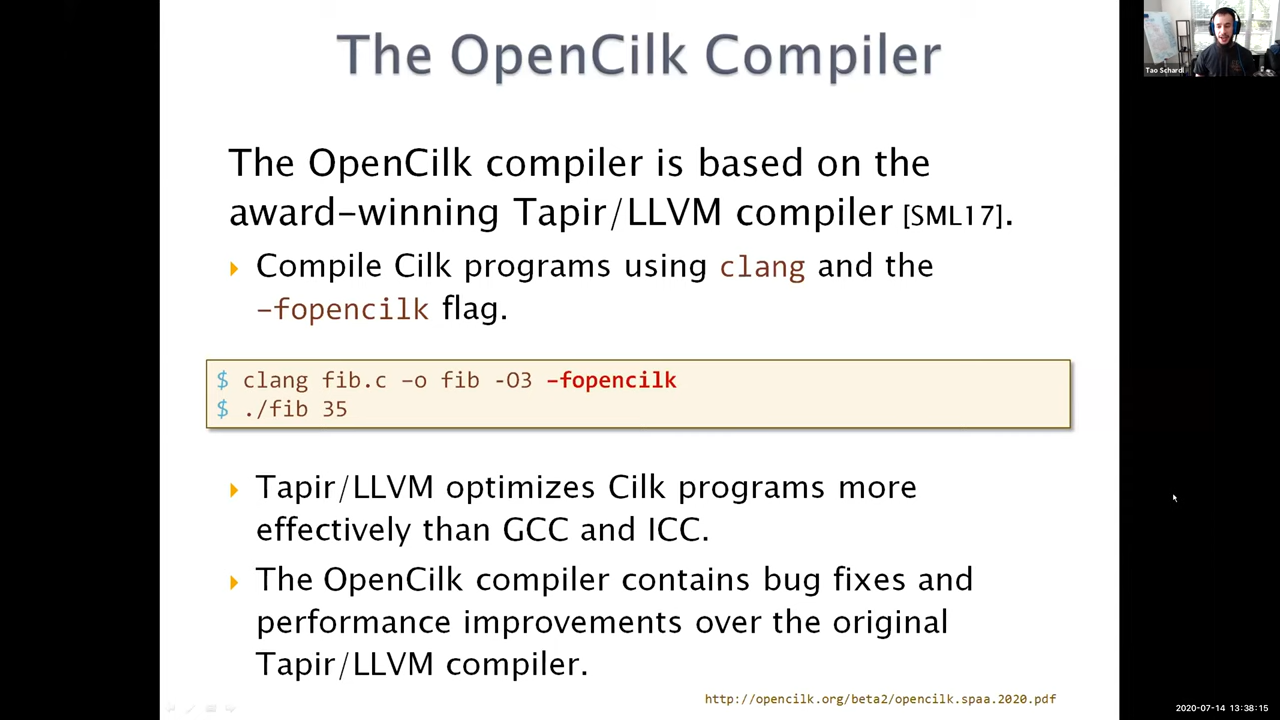 The OpenCilk Compiler
Tao Schardl
The OpenCilk compiler is based on the
award-winning Tapir/LLVM compiler [SML17].
Compile Cilk programs using clang and the
-fopencilk flag.
$ clang fib.c -o fib -O3 -fopencilk
$ ./fib 35
Tapir/LLVM optimizes Cilk programs more
effectively than GCC and ICC.
The OpenCilk compiler contains bug fixes and
performance improvements over the original
Tapir/LLVM compiler.
http://opencilk.org/beta2/opencilk.spaa.2020.pdf
2020-07-14 13:38:15